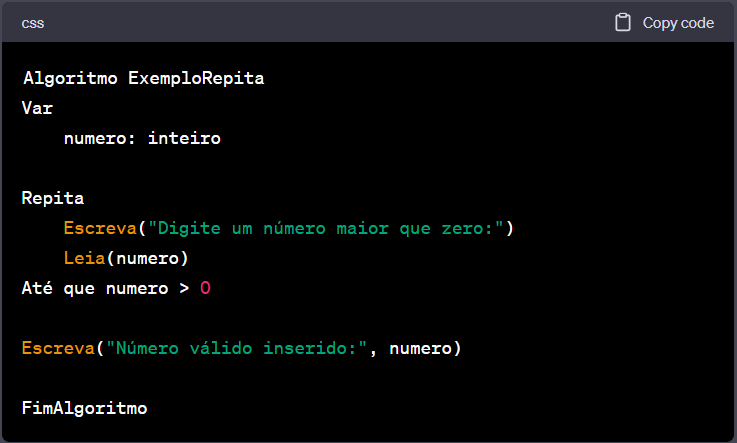 css
Copy code
Algoritmo ExemploRepita
Var
    numero: inteiro
Repita
    Escreva("Digite um número maior que zero:")
    Leia(numero)
Até que numero > 0
Escreva("Número válido inserido:", numero)
FimAlgoritmo